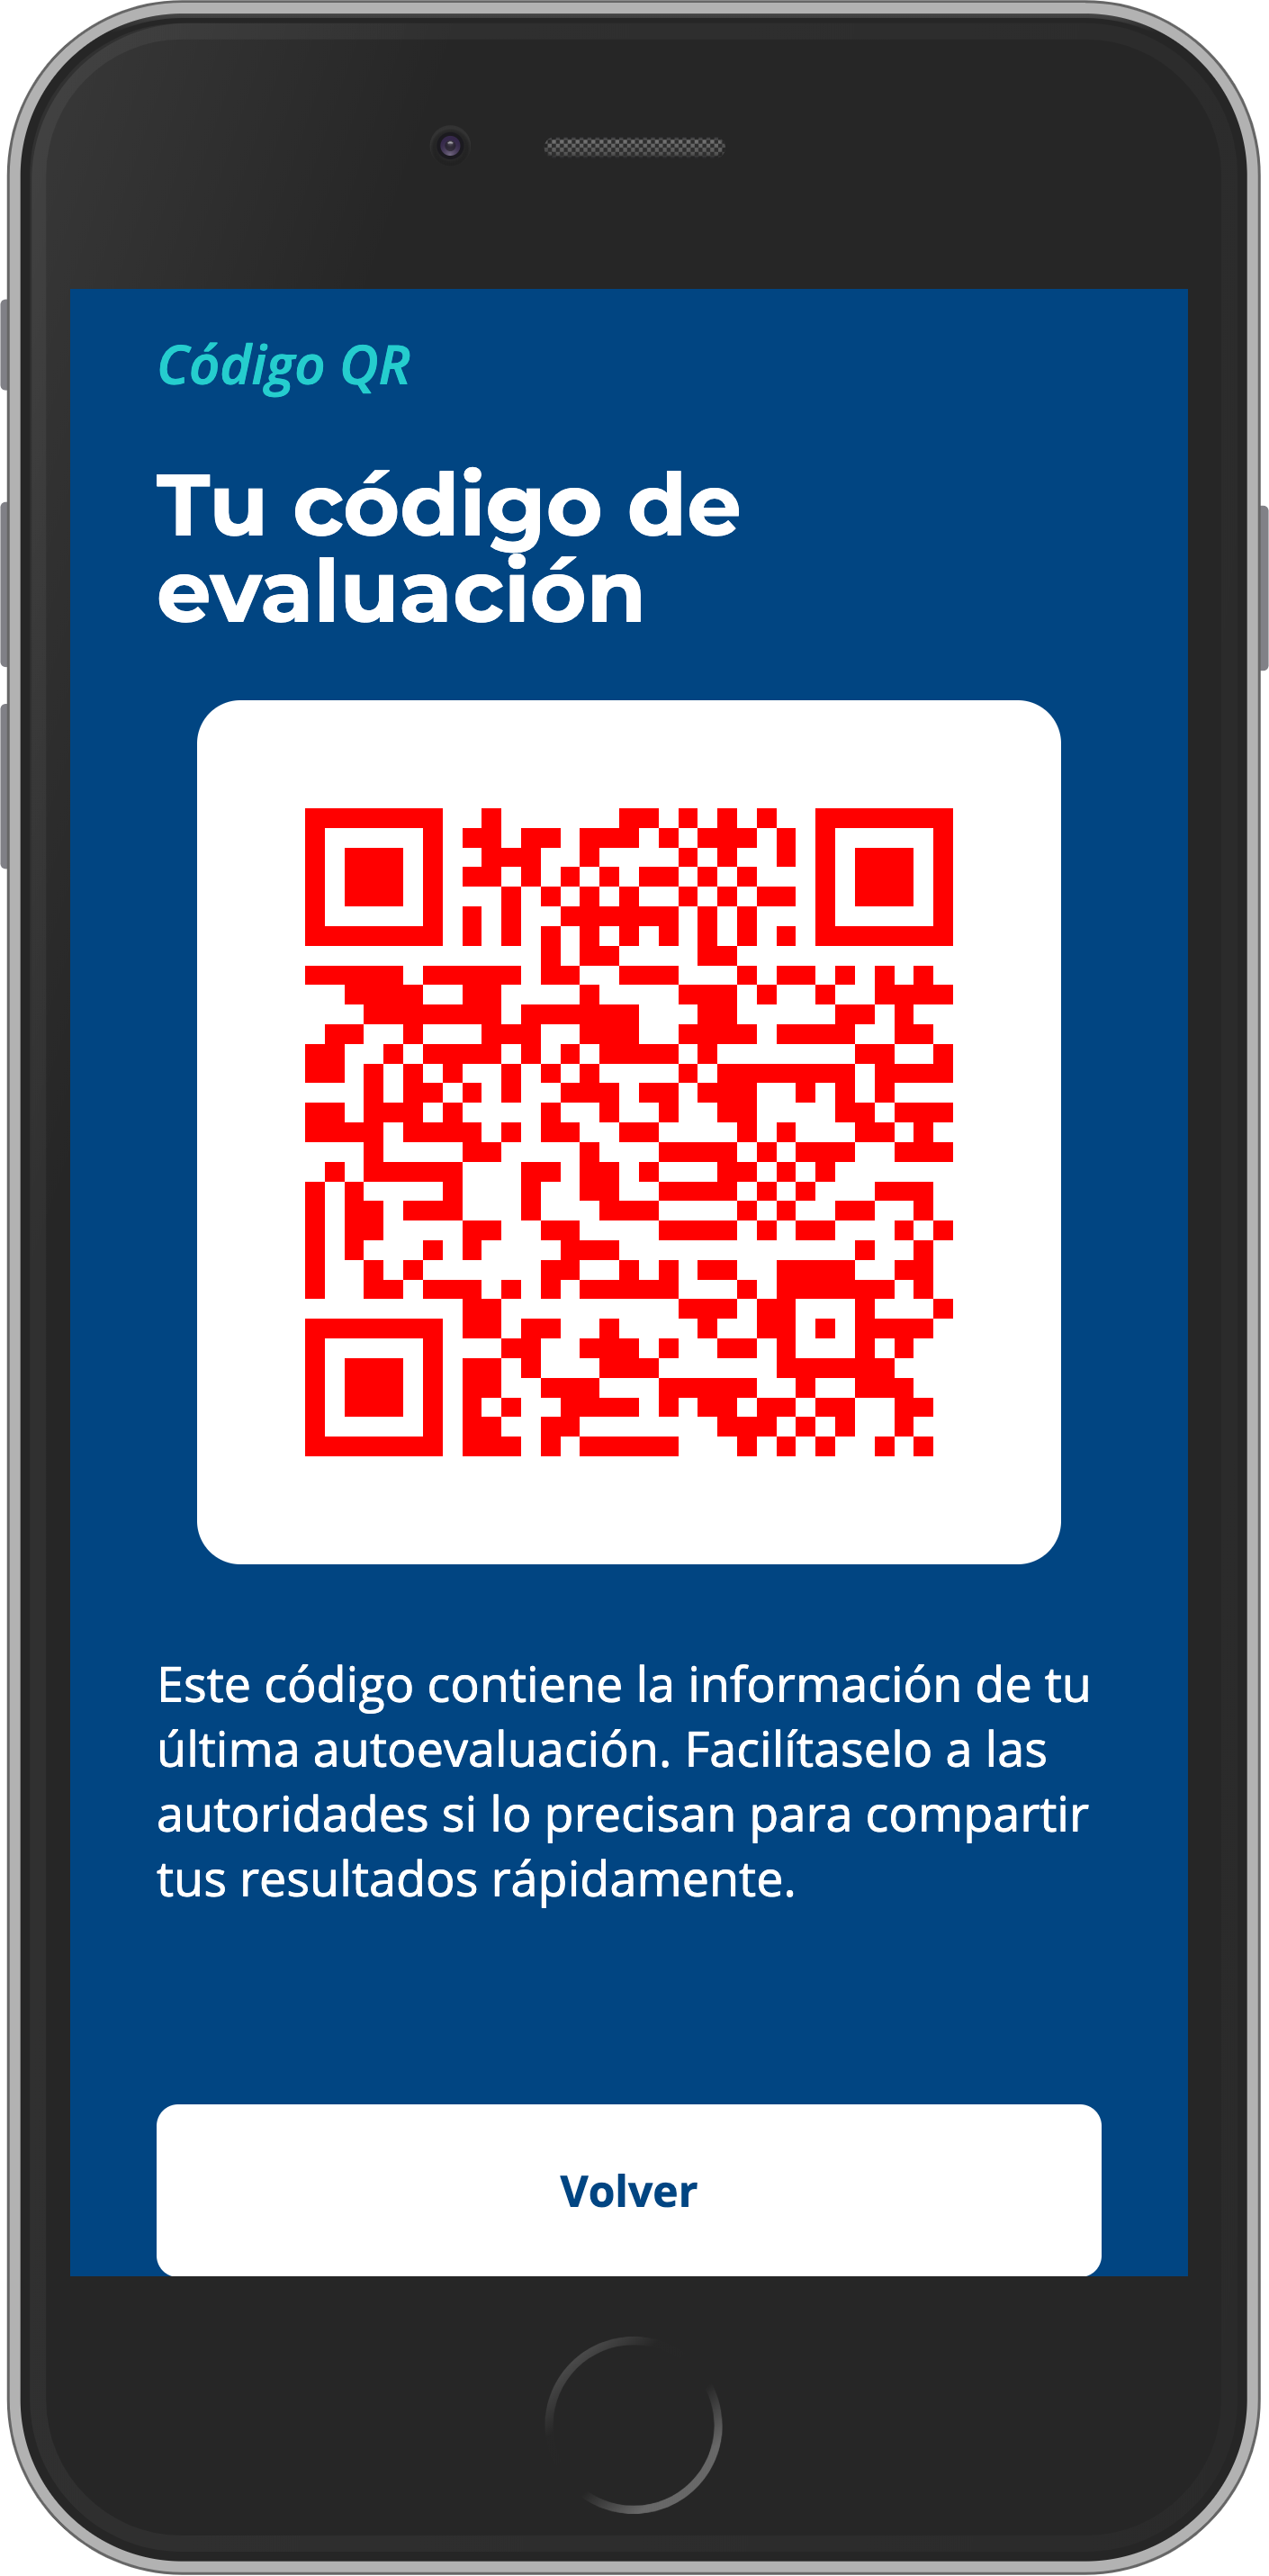 Código QR
Tu código de
evaluación
Este código contiene la información de tu
última autoevaluación. Facilítaselo a las
autoridades si lo precisan para compartir
tus resultados rápidamente.
Volver